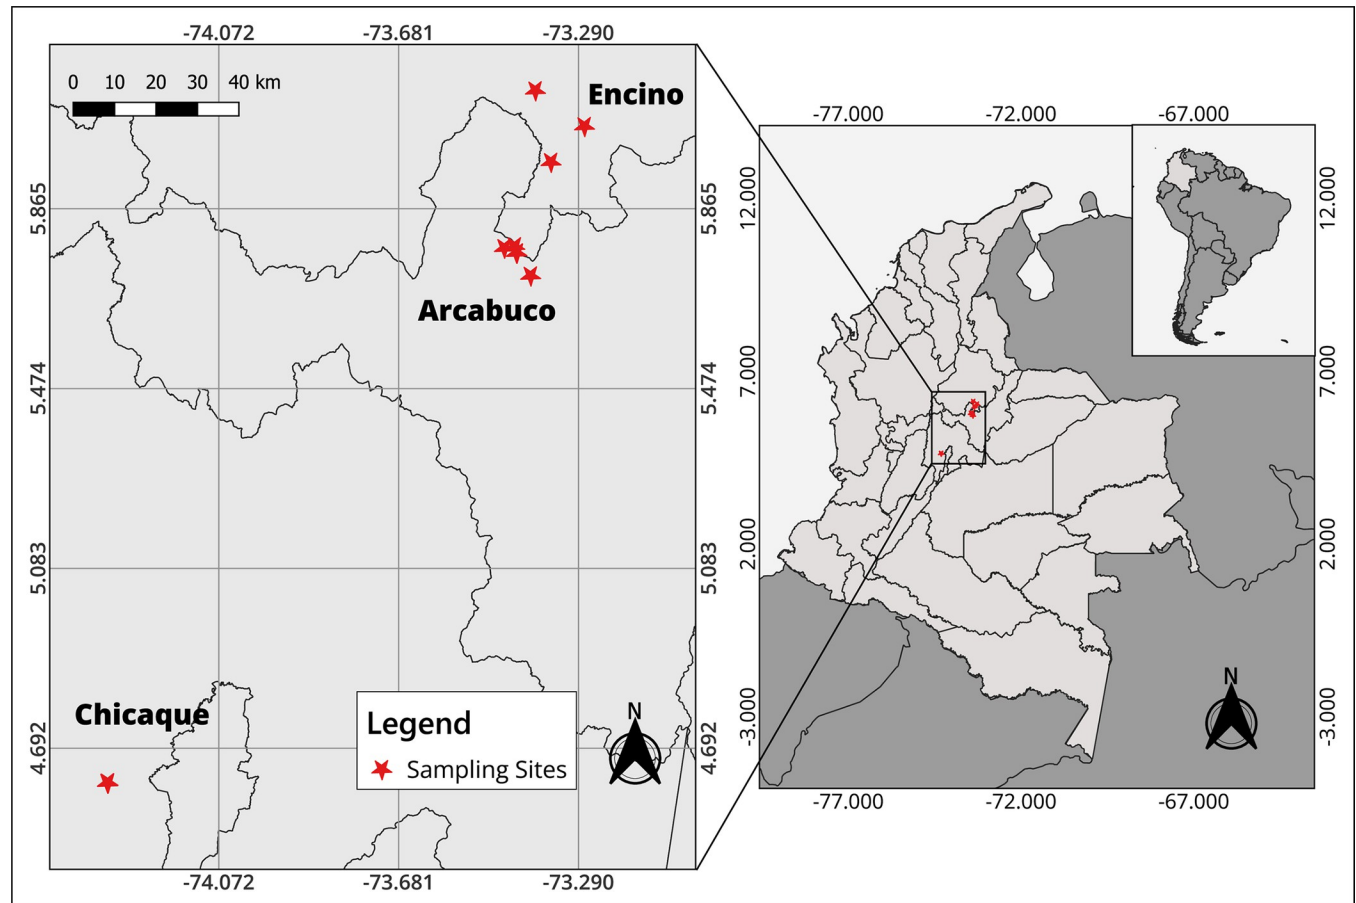 -74.072 -73.681 -73.290
0 10 20 30 40 km
Encino
5.865 5.865
Arcabuco
5.474 5.474
5.083 5.083
Chicaque
4.692 4.692
Legend
Sampling Sites
N
-74.072 -73.681 -73.290
-77.000 -72.000 -67.000
12.000 12.000
7.000 7.000
2.000 2.000
-3.000 -3.000
N
-77.000 -72.000 -67.000